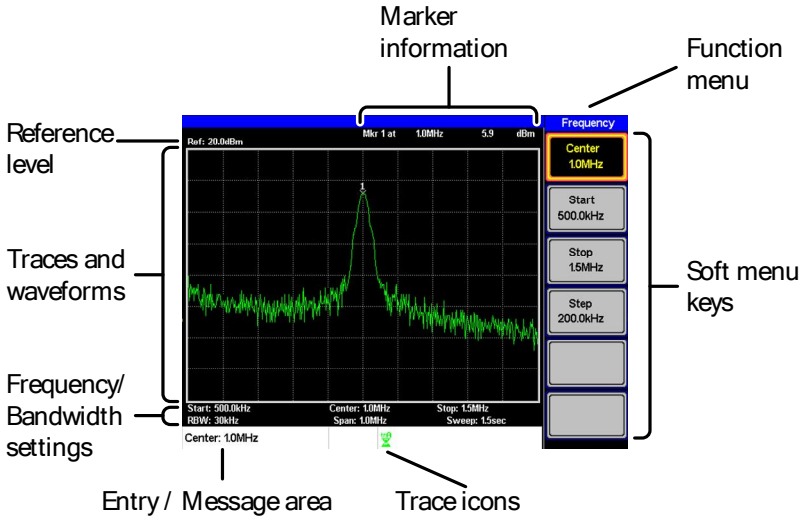 Marker
information
Function
menu
Reference
level
Mkr 1 at 1.0MHz 5.9 dBm
Frequency
Ref: 20.0dBm
Center
1.0MHz
1
Start
500.0kHz
Traces and
waveforms
Stop
1.5MHz
Soft menu
keys
Step
200.0kHz
Frequency/
Bandwidth
settings
Start: 500.0kHz Center: 1.0MHz Stop: 1.5MHz
RBW: 30kHz Span: 1.0MHz Sweep: 1.5sec
Center: 1.0MHz
Entry / Message area
Trace icons